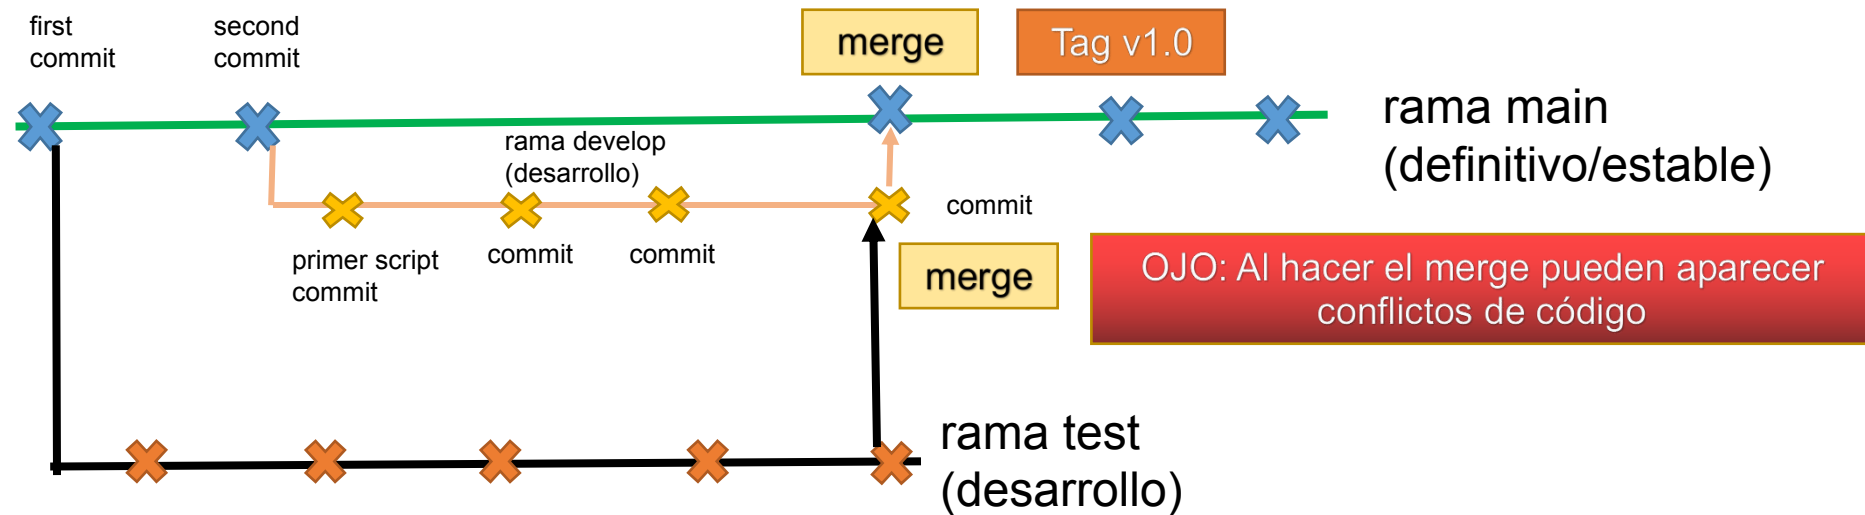 first
commit
second
commit
merge
Tag v1.0
rama main
(definitivo/estable)
rama develop
(desarrollo)
commit
primer script
commit
commit
commit
merge
OJO: Al hacer el merge pueden aparecer
conflictos de código
rama test
(desarrollo)